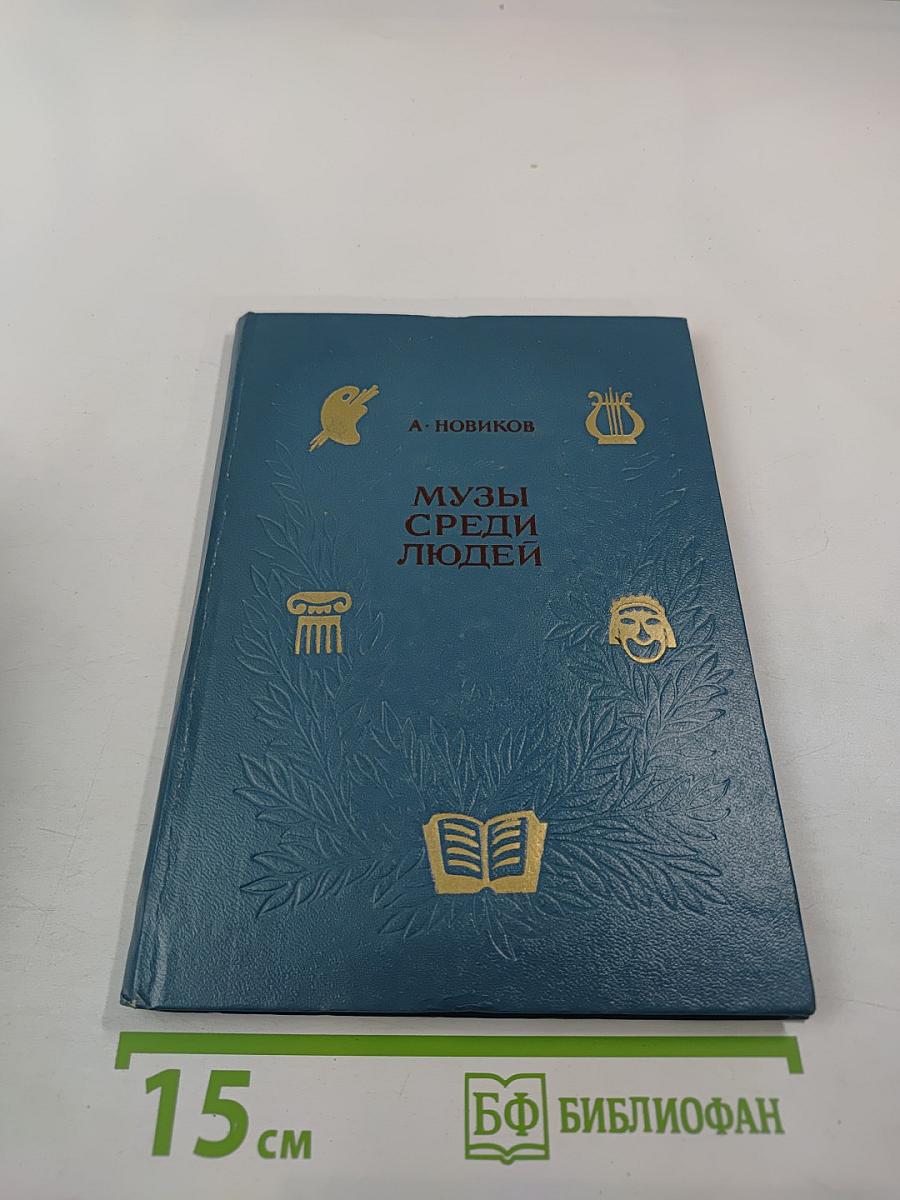 А·НОВИКОВ
МУЗЫ
СРЕДИ
ЛЮДЕЙ
15 см
БФ БИБЛИОФАН